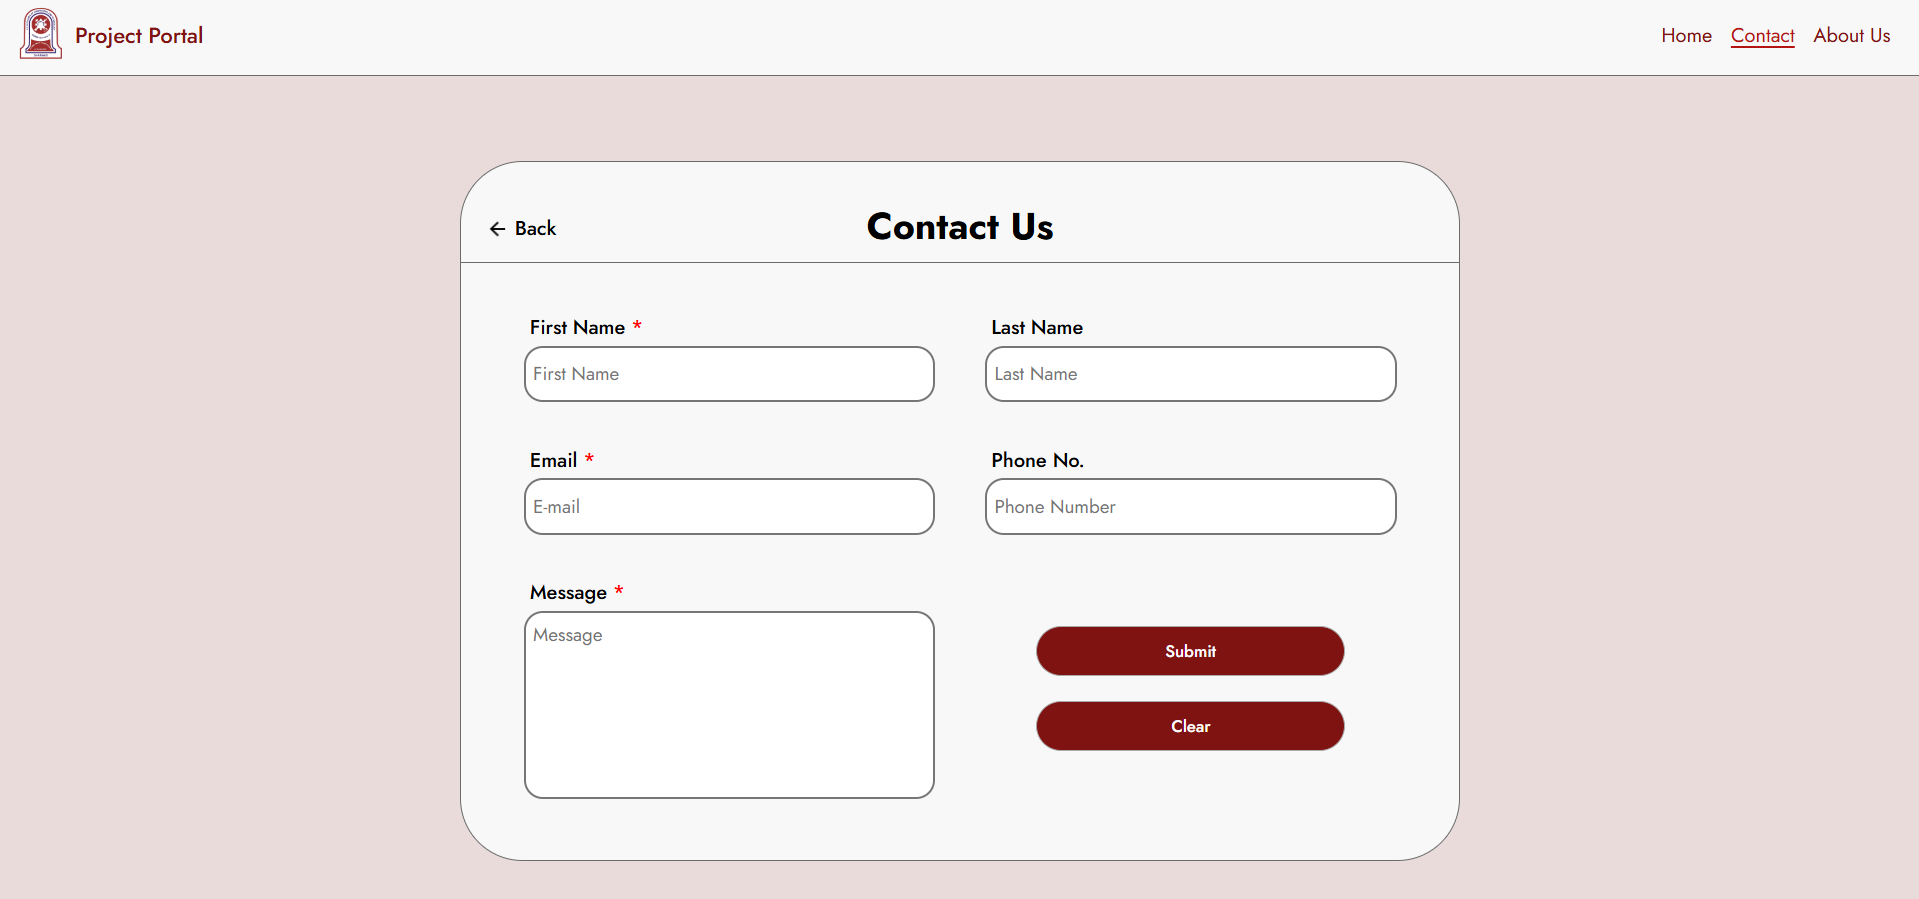 Project Portal
Home Contact About Us
← Back
Contact Us
First Name *
Last Name
First Name
Last Name
Email *
Phone No.
E-mail
Phone Number
Message *
Message
Submit
Clear